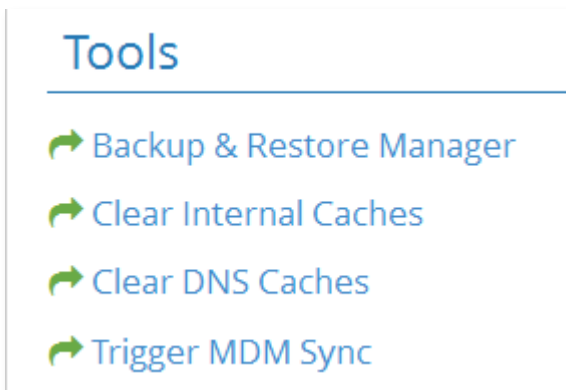 Tools
Backup & Restore Manager
Clear Internal Caches
Clear DNS Caches
Trigger MDM Sync